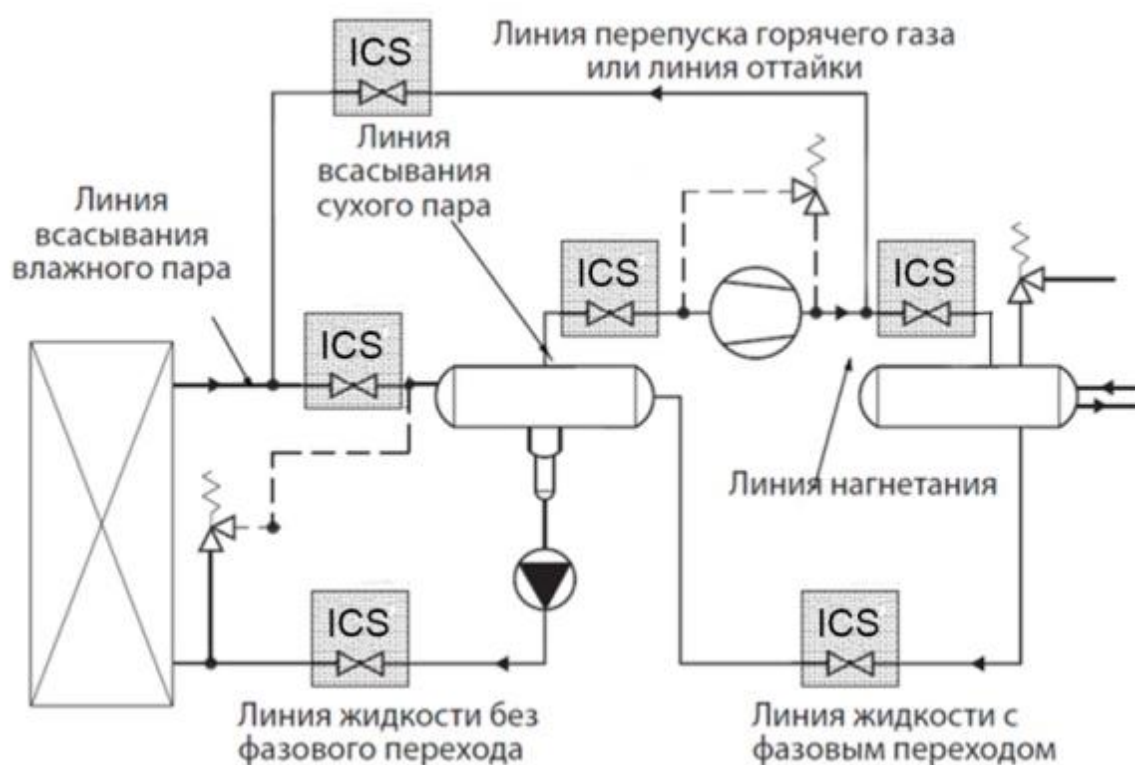 ICS
Линия перепуска горячего газа
или линия оттайки
Линия
всасывания
сухого пара
Линия
всасывания
влажного пара
ICS
ICS
ICS
Линия нагнетания
ICS
ICS
Линия жидкости без
фазового перехода
Линия жидкости с
фазовым переходом